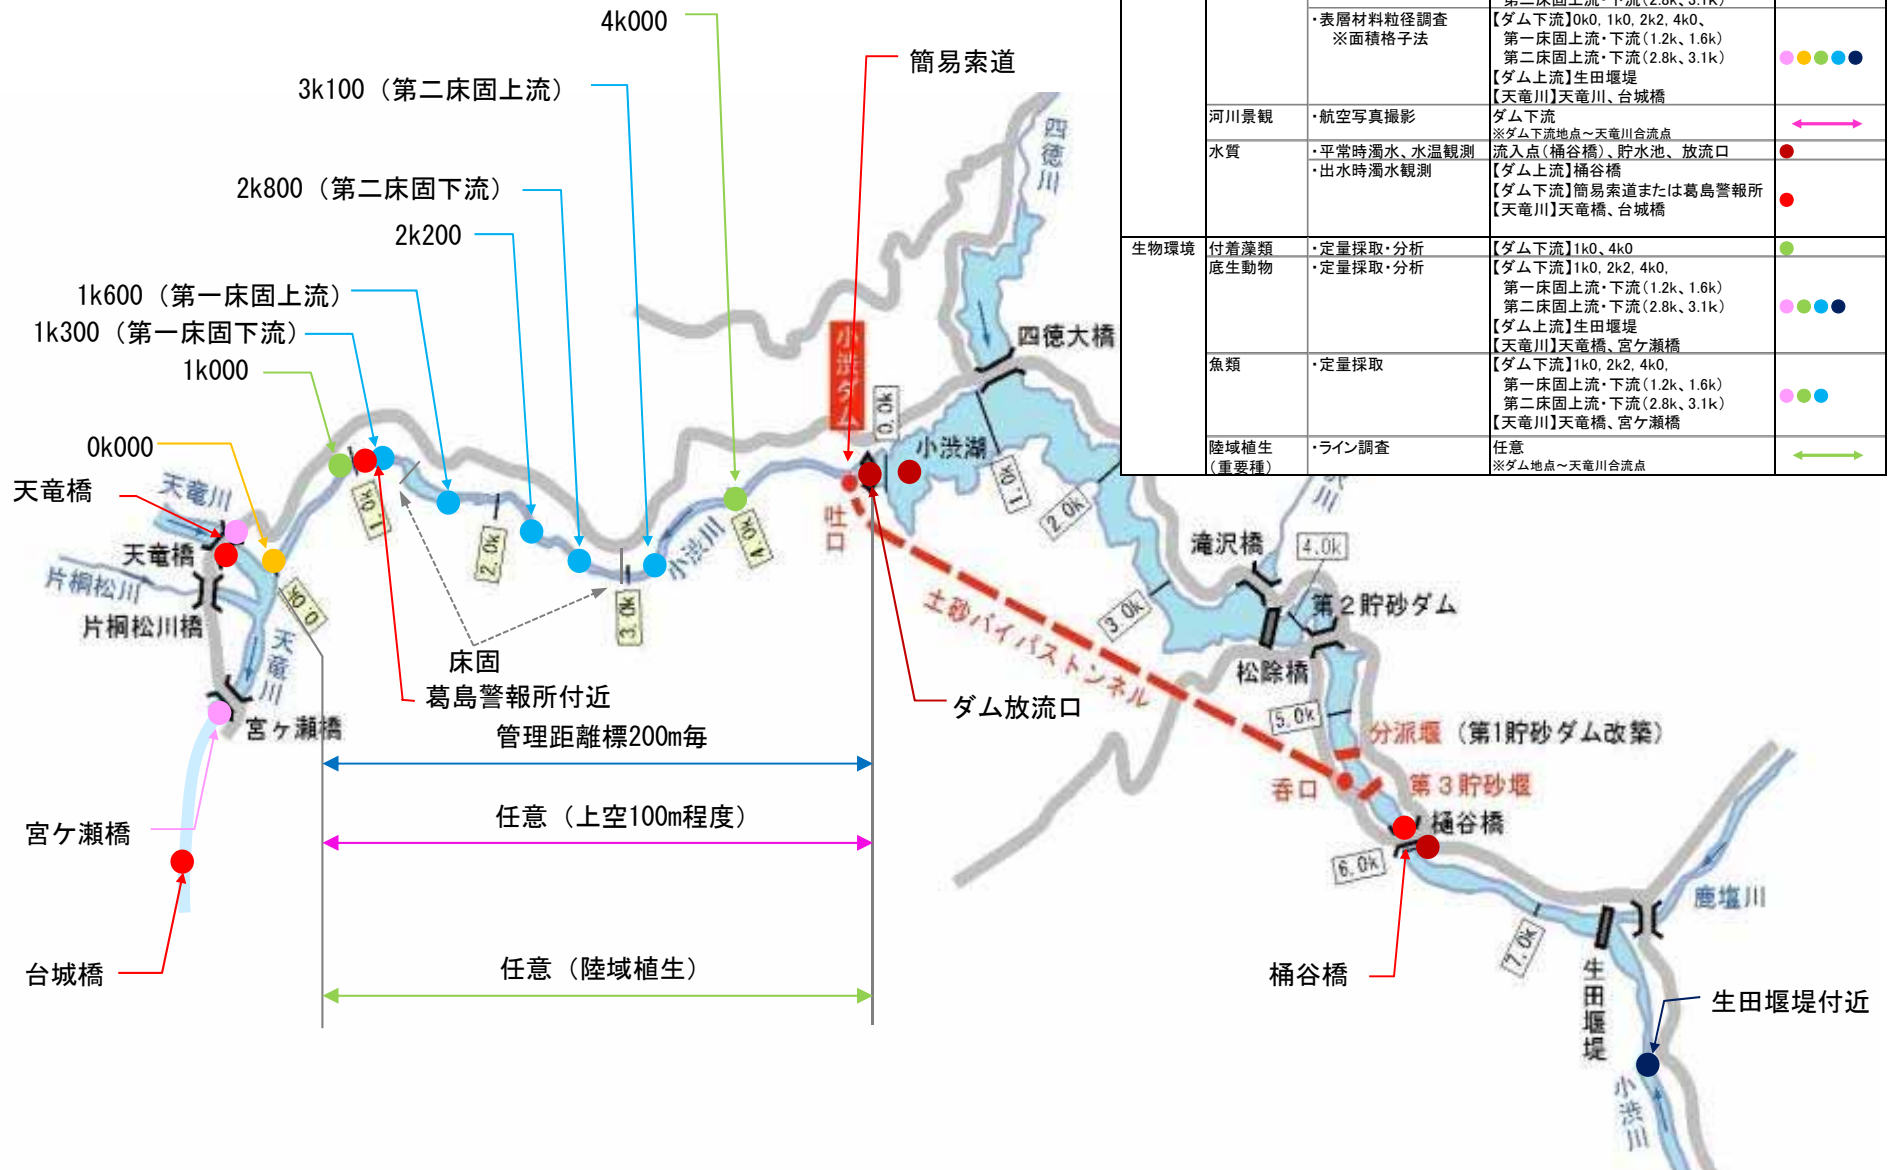 4k000
簡易索道
3k100（第二床固上流）
2k800（第二床固下流）
2k200
1k600（第一床固上流）
1k300（第一床固下流）
1k000
0k000
天竜橋
天竜川
天竜橋
片桐松川
片桐松川橋
天竜川
宮ヶ瀬橋
宮ケ瀬橋
台城橋
0.0k
1.0k
2.0k
3.0k
4.0k
小渋川
床固
葛島警報所付近
管理距離標200m毎
任意（上空100m程度）
任意（陸域植生）
小渋ダム
0.0k
小渋湖
吐口
ダム放流口
土砂バイパストンネル
四徳川
四徳大橋
1.0k
2.0k
3.0k
滝沢橋
4.0k
第２貯砂ダム
松除橋
5.0k
分派堰（第1貯砂ダム改築）
呑口
第３貯砂堰
樋谷橋
6.0k
桶谷橋
7.0k
鹿塩川
生田堰堤
生田堰堤付近
小渋川
第二床固上流・下流(2.8k、3.1k)
・表層材料粒径調査
※面積格子法
【ダム下流】0k0, 1k0, 2k2, 4k0、
第一床固上流・下流(1.2k、1.6k)
第二床固上流・下流(2.8k、3.1k)
【ダム上流】生田堰堤
【天竜川】天竜川、台城橋
河川景観
・航空写真撮影
ダム下流
※ダム下流地点～天竜川合流点
水質
・平常時濁水、水温観測
流入点(桶谷橋)、貯水池、放流口
・出水時濁水観測
【ダム上流】桶谷橋
【ダム下流】簡易索道または葛島警報所
【天竜川】天竜橋、台城橋
生物環境
付着藻類
・定量採取・分析
【ダム下流】1k0、4k0
底生動物
・定量採取・分析
【ダム下流】1k0, 2k2, 4k0,
第一床固上流・下流(1.2k、1.6k)
第二床固上流・下流(2.8k、3.1k)
【ダム上流】生田堰堤
【天竜川】天竜橋、宮ケ瀬橋
魚類
・定量採取
【ダム下流】1k0, 2k2, 4k0,
第一床固上流・下流(1.2k、1.6k)
第二床固上流・下流(2.8k、3.1k)
【天竜川】天竜橋、宮ケ瀬橋
陸域植生
(重要種)
・ライン調査
任意
※ダム地点～天竜川合流点